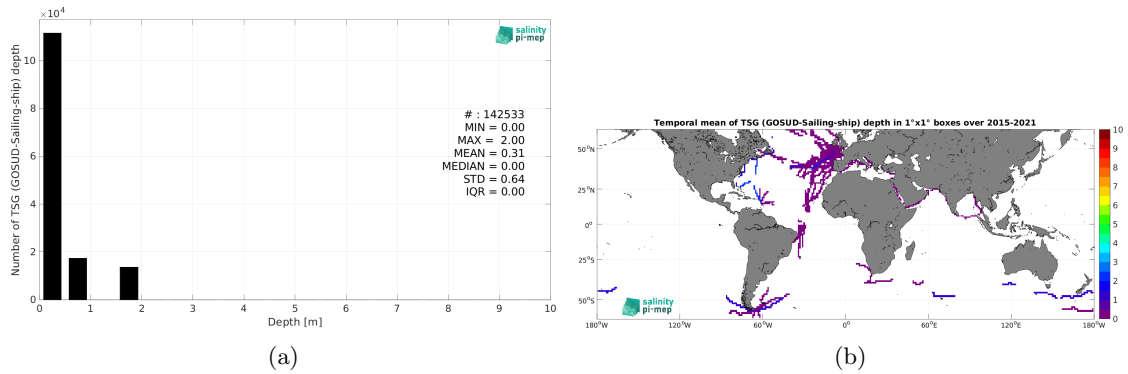 ×10⁴
10
8
6
4
2
0
Number of TSG (GOSUD-Sailing-ship) depth
salinity
pi-mep
# : 142533
MIN = 0.00
MAX = 2.00
MEAN = 0.31
MEDIAN = 0.00
STD = 0.64
IQR = 0.00
0 1 2 3 4 5 6 7 8 9 10
Depth [m]
(a)
Temporal mean of TSG (GOSUD-Sailing-ship) depth in 1°x1° boxes over 2015-2021
50°N
25°N
0°
25°S
50°S
salinity
pi-mep
180°W 120°W 60°W 0° 60°E 120°E 180°W
10
9
8
7
6
5
4
3
2
1
0
(b)